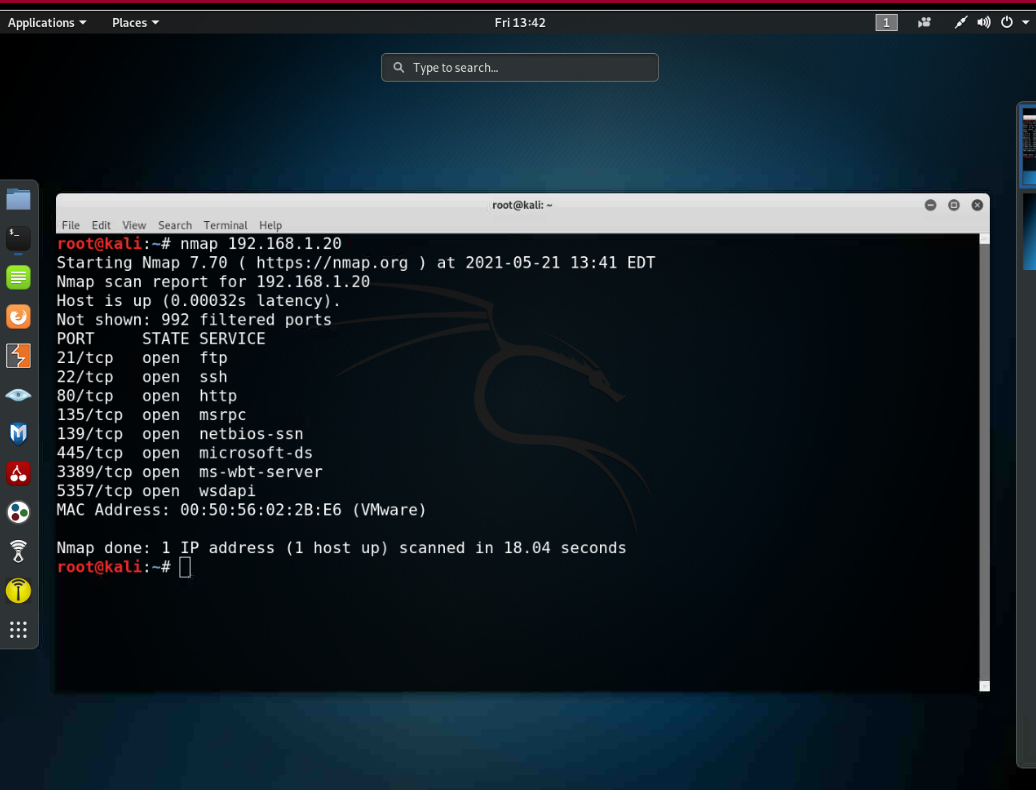 Applications Places Fri 13:42 1
Type to search...
root@kali: ~
File Edit View Search Terminal Help
root@kali:~# nmap 192.168.1.20
Starting Nmap 7.70 ( https://nmap.org ) at 2021-05-21 13:41 EDT
Nmap scan report for 192.168.1.20
Host is up (0.00032s latency).
Not shown: 992 filtered ports
PORT     STATE SERVICE
21/tcp   open  ftp
22/tcp   open  ssh
80/tcp   open  http
135/tcp  open  msrpc
139/tcp  open  netbios-ssn
445/tcp  open  microsoft-ds
3389/tcp open  ms-wbt-server
5357/tcp open  wsdapi
MAC Address: 00:50:56:02:2B:E6 (VMware)
Nmap done: 1 IP address (1 host up) scanned in 18.04 seconds
root@kali:~#